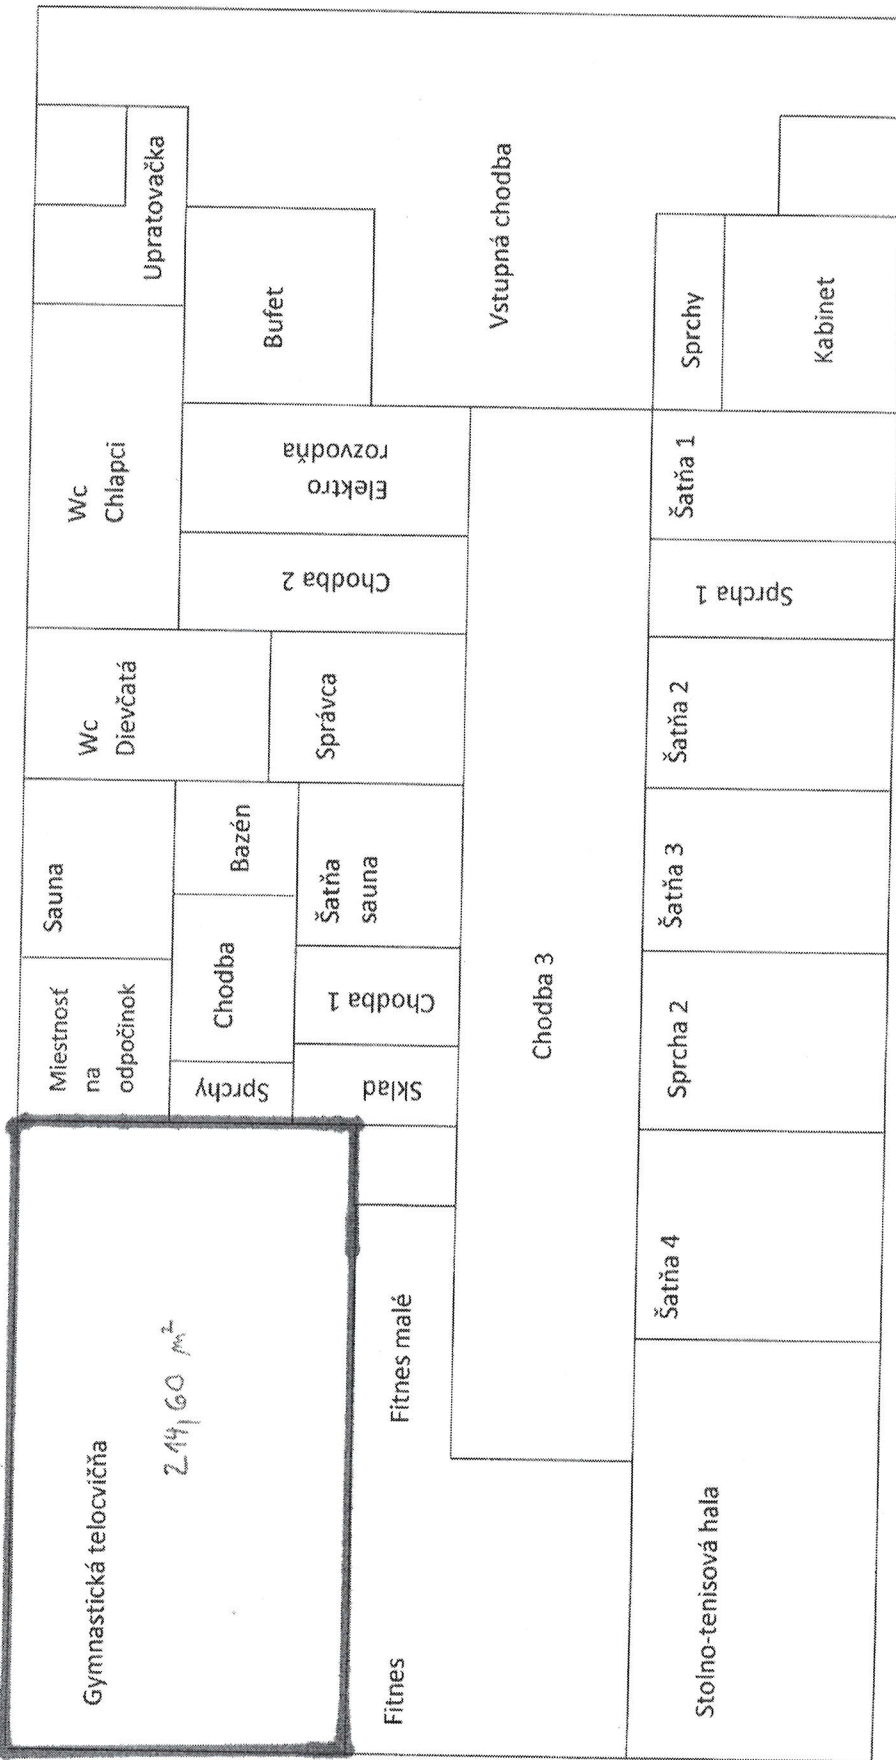 Gymnastická telocvičňa
214,60 m²
Miestnosť
na
odpočinok
Sauna
Wc
Dievčatá
Wc
Chlapci
Upratovačka
Sprchy
Chodba
Bazén
Sklad
Chodba 1
Šatňa
sauna
Správca
Chodba 2
Elektro
rozvodňa
Bufet
Fitnes
Fitnes malé
Chodba 3
Vstupná chodba
Stolno-tenisová hala
Šatňa 4
Sprcha 2
Šatňa 3
Šatňa 2
Sprcha 1
Šatňa 1
Sprchy
Kabinet